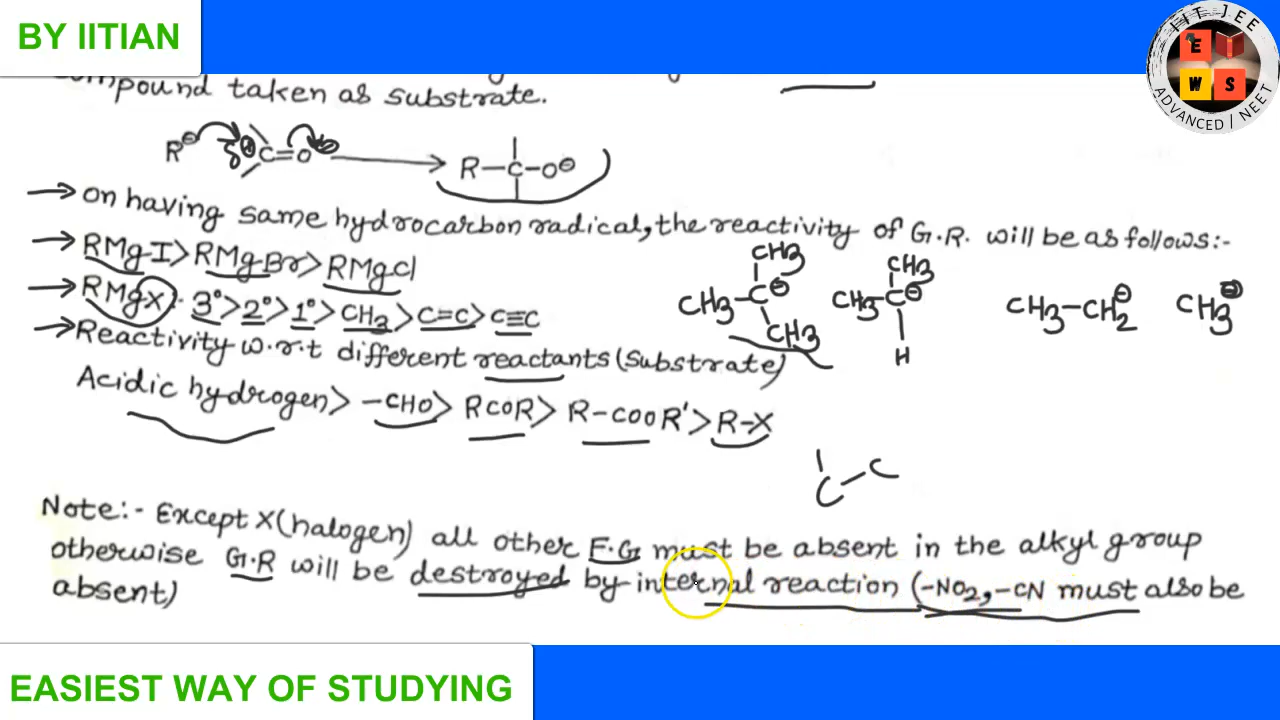 BY IITIAN
IIT JEE
E
W S
ADVANCED / NEET
compound taken as substrate.
R⊖ δ⊕ C=O → R-C-O⊖
→ on having same hydrocarbon radical, the reactivity of G.R. will be as follows:-
→ RMg-I > RMgBr > RMgCl
→ RMgX:- 3° > 2° > 1° > CH3 > C=C > C≡C
CH3 CH3-C⊖ CH3
CH3 CH3-C⊖ H
CH3-CH2⊖
CH3⊖
→ Reactivity w.r.t different reactants (Substrate)
Acidic hydrogen > -CHO > RCOR > R-COOR' > R-X
C-C
Note:- Except X (halogen) all other F.G must be absent in the alkyl group
otherwise G.R will be destroyed by internal reaction (-NO2, -CN must also be
absent)
EASIEST WAY OF STUDYING